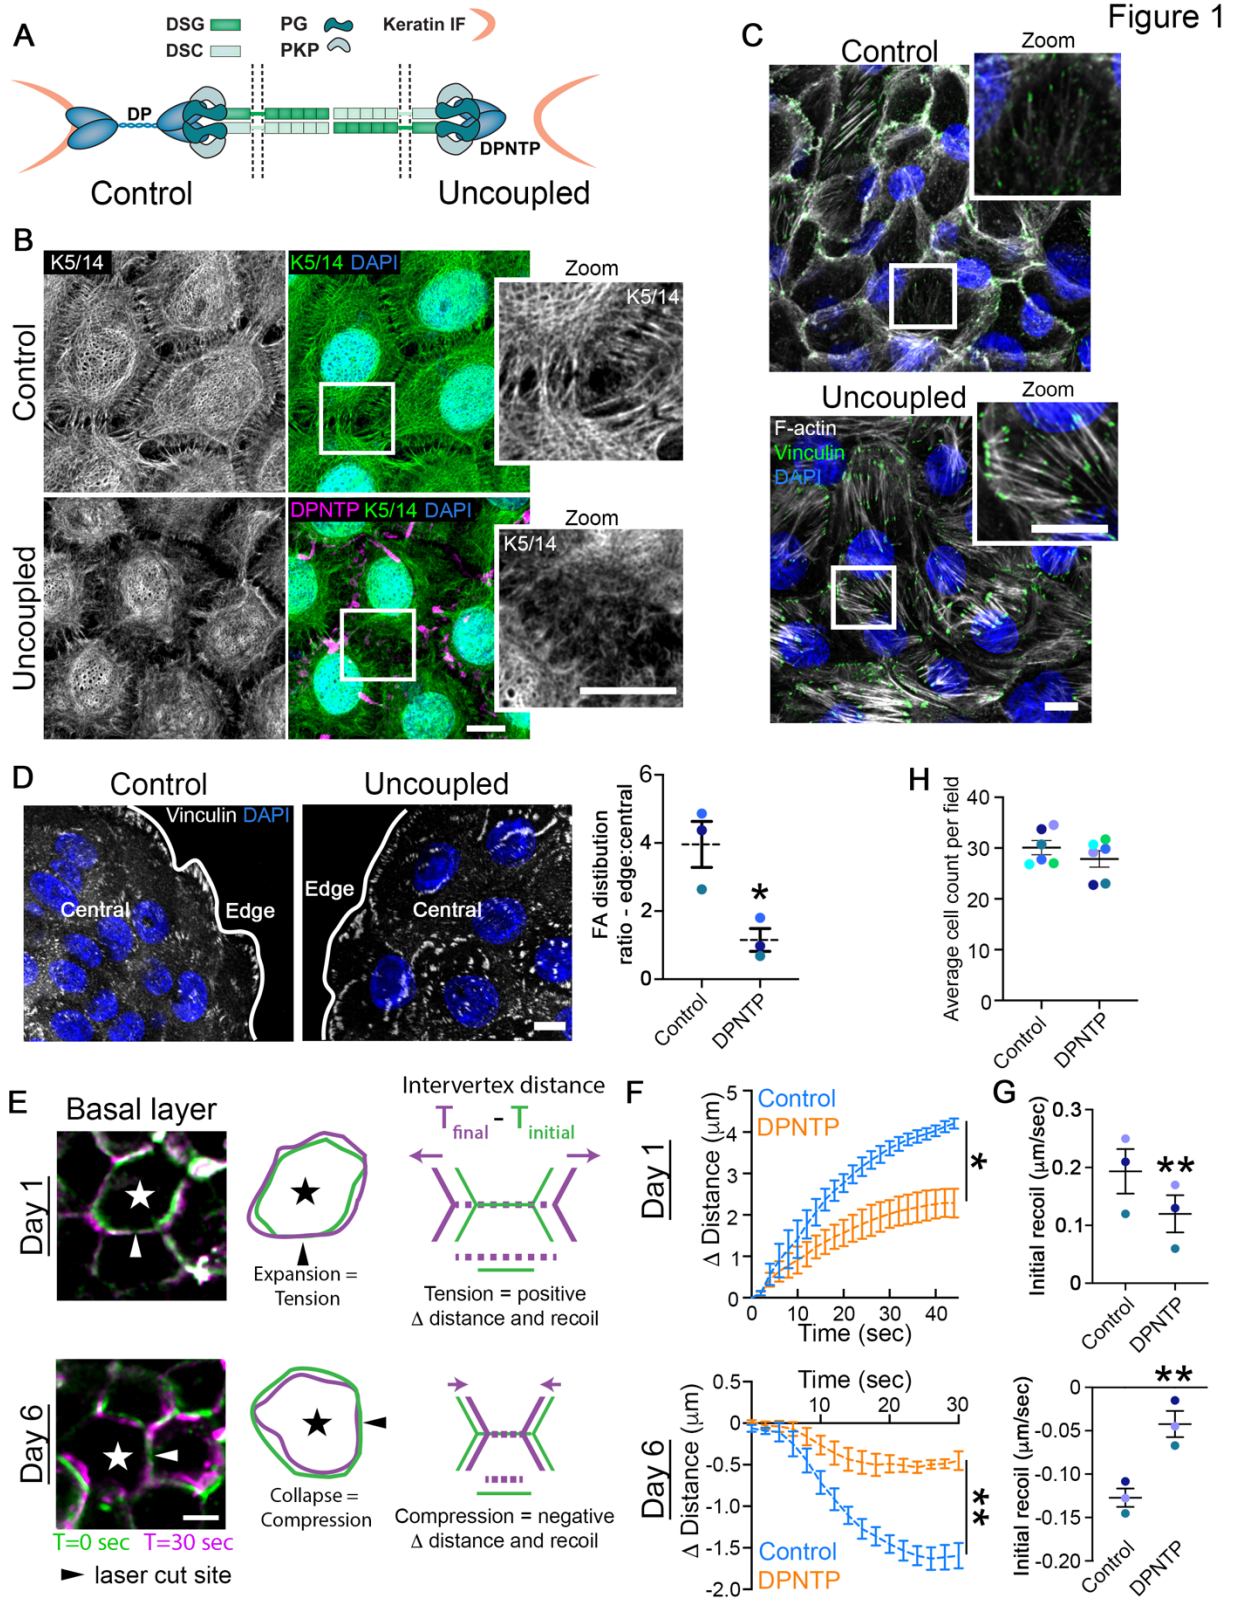 Figure 1
A
DSG
DSC
PG
PKP
Keratin IF
DP
DPNTP
Control
Uncoupled
B
K5/14
K5/14 DAPI
Zoom
K5/14
Control
DPNTP K5/14 DAPI
Zoom
K5/14
Uncoupled
C
Control
Zoom
Uncoupled
Zoom
F-actin
Vinculin
DAPI
D
Control
Uncoupled
Vinculin DAPI
Central
Edge
Edge
Central
FA distibution
ratio - edge:central
6
4
2
0
*
Control
DPNTP
H
Average cell count per field
40
30
20
10
0
Control
DPNTP
E
Basal layer
Day 1
Expansion =
Tension
Intervertex distance
Tfinal - Tinitial
Tension = positive
Δ distance and recoil
Day 6
T=0 sec T=30 sec
laser cut site
Collapse =
Compression
Compression = negative
Δ distance and recoil
F
Day 1
Δ Distance (μm)
5
4
3
2
1
0
Control
DPNTP
*
0 10 20 30 40
Time (sec)
Day 6
Δ Distance (μm)
Time (sec)
10 20 30
0.5
0
-0.5
-1.0
-1.5
-2.0
Control
DPNTP
**
G
Initial recoil (μm/sec)
0.3
0.2
0.1
0
**
Control
DPNTP
Initial recoil (μm/sec)
0
-0.05
-0.10
-0.15
-0.20
**
Control
DPNTP